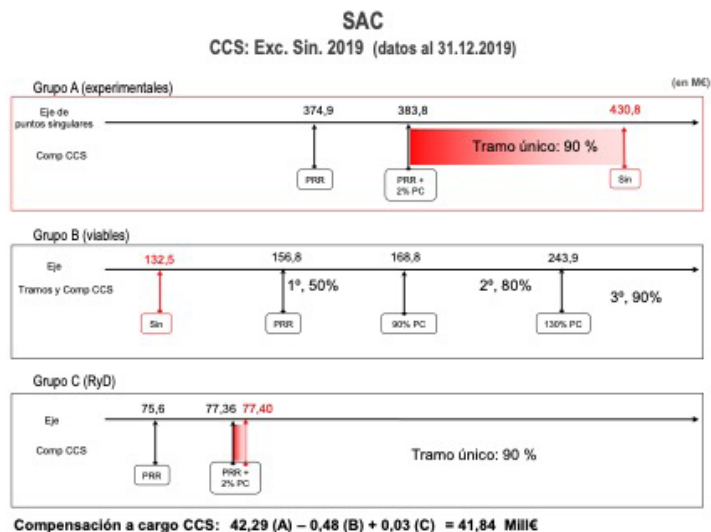 SAC
CCS: Exc. Sin. 2019 (datos al 31.12.2019)
(en M€)
Grupo A (experimentales)
Eje de puntos singulares
374,9 383,8 430,8
Comp CCS
Tramo único: 90 %
PRR
PRR + 2% PC
Sin
Grupo B (viables)
Eje
132,5 156,8 168,8 243,9
Tramos y Comp CCS
1º, 50% 2º, 80% 3º, 90%
Sin
PRR
90% PC
130% PC
Grupo C (RyD)
Eje
75,6 77,36 77,40
Comp CCS
Tramo único: 90 %
PRR
PRR + 2% PC
Compensación a cargo CCS: 42,29 (A) – 0,48 (B) + 0,03 (C) = 41,84 Mill€